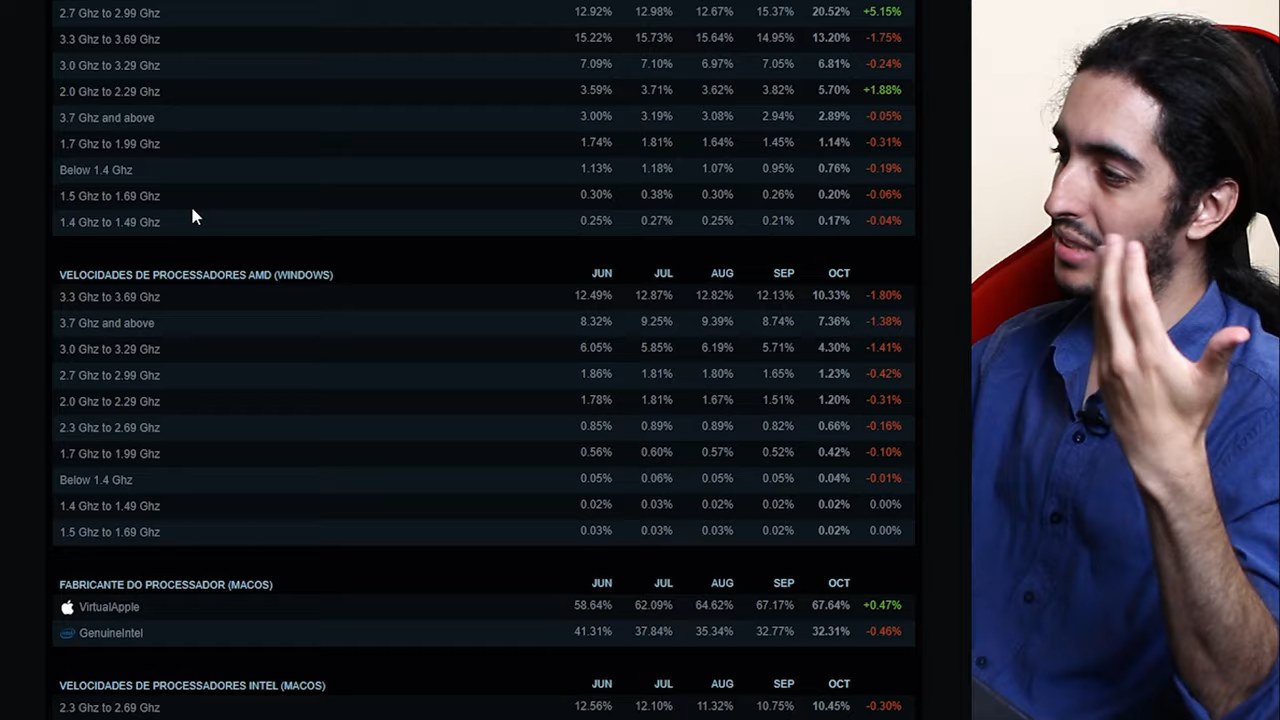 2.7 Ghz to 2.99 Ghz 12.92% 12.98% 12.67% 15.37% 20.52% +5.15%
3.3 Ghz to 3.69 Ghz 15.22% 15.73% 15.64% 14.95% 13.20% -1.75%
3.0 Ghz to 3.29 Ghz 7.09% 7.10% 6.97% 7.05% 6.81% -0.24%
2.0 Ghz to 2.29 Ghz 3.59% 3.71% 3.62% 3.82% 5.70% +1.88%
3.7 Ghz and above 3.00% 3.19% 3.08% 2.94% 2.89% -0.05%
1.7 Ghz to 1.99 Ghz 1.74% 1.81% 1.64% 1.45% 1.14% -0.31%
Below 1.4 Ghz 1.13% 1.18% 1.07% 0.95% 0.76% -0.19%
1.5 Ghz to 1.69 Ghz 0.30% 0.38% 0.30% 0.26% 0.20% -0.06%
1.4 Ghz to 1.49 Ghz 0.25% 0.27% 0.25% 0.21% 0.17% -0.04%
VELOCIDADES DE PROCESSADORES AMD (WINDOWS) JUN JUL AUG SEP OCT
3.3 Ghz to 3.69 Ghz 12.49% 12.87% 12.82% 12.13% 10.33% -1.80%
3.7 Ghz and above 8.32% 9.25% 9.39% 8.74% 7.36% -1.38%
3.0 Ghz to 3.29 Ghz 6.05% 5.85% 6.19% 5.71% 4.30% -1.41%
2.7 Ghz to 2.99 Ghz 1.86% 1.81% 1.80% 1.65% 1.23% -0.42%
2.0 Ghz to 2.29 Ghz 1.78% 1.81% 1.67% 1.51% 1.20% -0.31%
2.3 Ghz to 2.69 Ghz 0.85% 0.89% 0.89% 0.82% 0.66% -0.16%
1.7 Ghz to 1.99 Ghz 0.56% 0.60% 0.57% 0.52% 0.42% -0.10%
Below 1.4 Ghz 0.05% 0.06% 0.05% 0.05% 0.04% -0.01%
1.4 Ghz to 1.49 Ghz 0.02% 0.03% 0.02% 0.02% 0.02% 0.00%
1.5 Ghz to 1.69 Ghz 0.03% 0.03% 0.03% 0.02% 0.02% 0.00%
FABRICANTE DO PROCESSADOR (MACOS) JUN JUL AUG SEP OCT
VirtualApple 58.64% 62.09% 64.62% 67.17% 67.64% +0.47%
GenuineIntel 41.31% 37.84% 35.34% 32.77% 32.31% -0.46%
VELOCIDADES DE PROCESSADORES INTEL (MACOS) JUN JUL AUG SEP OCT
2.3 Ghz to 2.69 Ghz 12.56% 12.10% 11.32% 10.75% 10.45% -0.30%